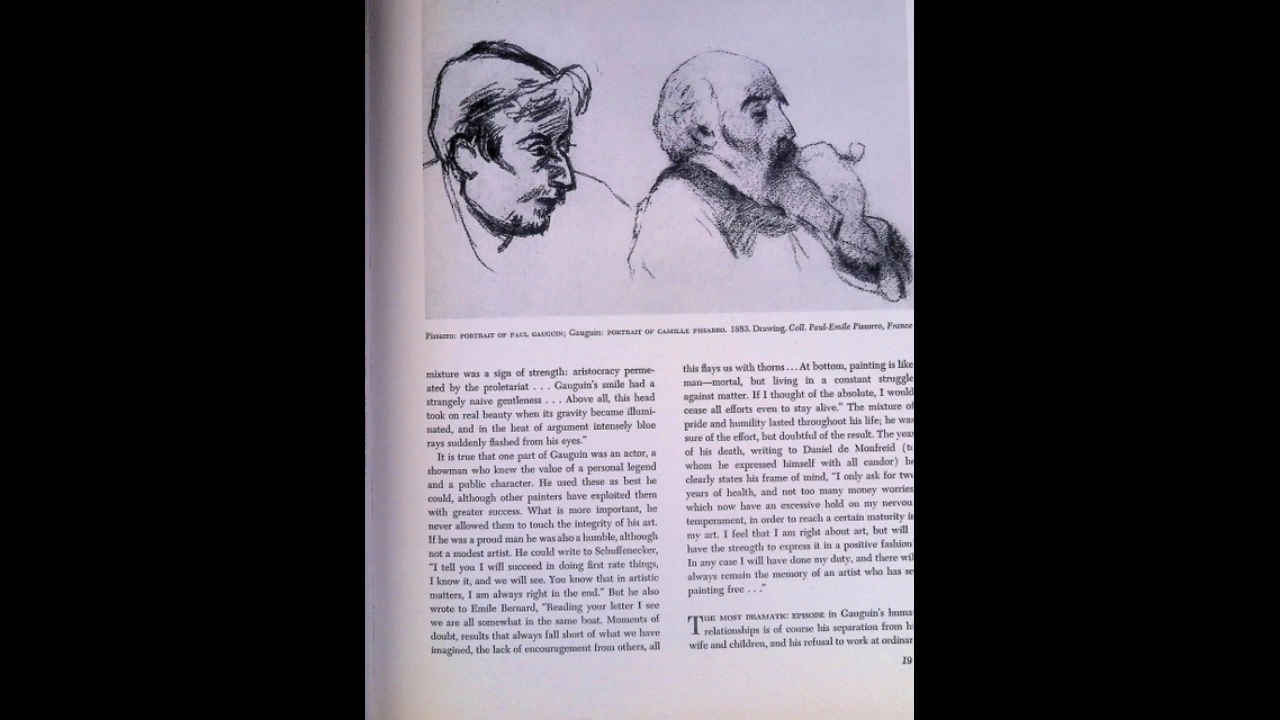 Pissarro: PORTRAIT OF PAUL GAUGUIN; Gauguin: PORTRAIT OF CAMILLE PISSARRO. 1883. Drawing. Coll. Paul-Emile Pissarro, France
mixture was a sign of strength: aristocracy perme-
ated by the proletariat . . . Gauguin's smile had a
strangely naive gentleness . . . Above all, this head
took on real beauty when its gravity became illumi-
nated, and in the heat of argument intensely blue
rays suddenly flashed from his eyes."
It is true that one part of Gauguin was an actor, a
showman who knew the value of a personal legend
and a public character. He used these as best he
could, although other painters have exploited them
with greater success. What is more important, he
never allowed them to touch the integrity of his art.
If he was a proud man he was also a humble, although
not a modest artist. He could write to Schuffenecker,
"I tell you I will succeed in doing first rate things,
I know it, and we will see. You know that in artistic
matters, I am always right in the end." But he also
wrote to Emile Bernard, "Reading your letter I see
we are all somewhat in the same boat. Moments of
doubt, results that always fall short of what we have
imagined, the lack of encouragement from others, all
this flays us with thorns . . . At bottom, painting is like
man—mortal, but living in a constant struggle
against matter. If I thought of the absolute, I would
cease all efforts even to stay alive." The mixture of
pride and humility lasted throughout his life; he was
sure of the effort, but doubtful of the result. The year
of his death, writing to Daniel de Monfreid (to
whom he expressed himself with all candor) he
clearly states his frame of mind, "I only ask for two
years of health, and not too many money worries
which now have an excessive hold on my nervou
temperament, in order to reach a certain maturity in
my art. I feel that I am right about art, but will
have the strength to express it in a positive fashion
In any case I will have done my duty, and there wil
always remain the memory of an artist who has se
painting free . . ."
THE MOST DRAMATIC EPISODE in Gauguin's huma
relationships is of course his separation from h
wife and children, and his refusal to work at ordinar
19